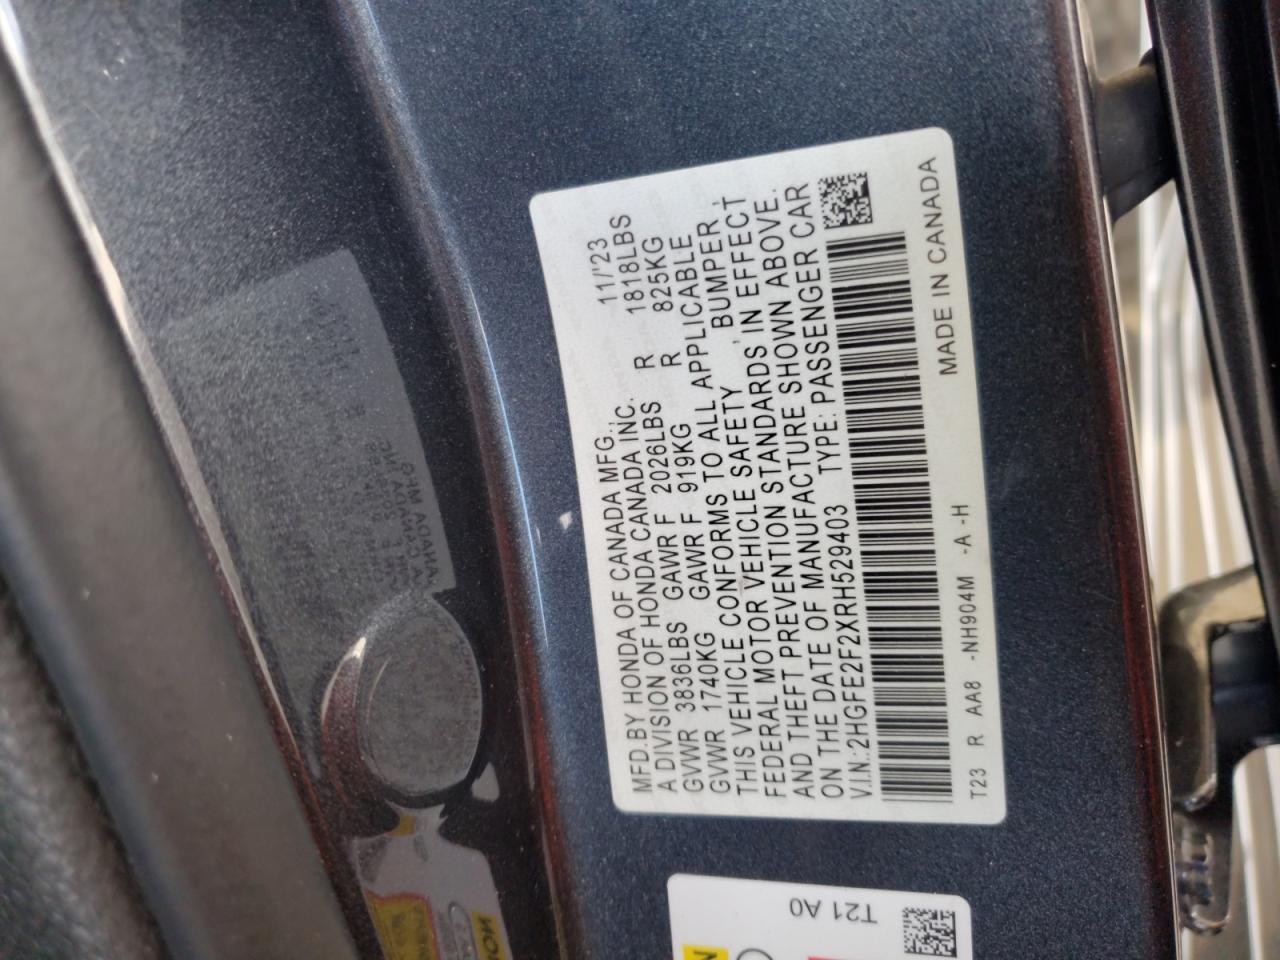 MFD.BY HONDA OF CANADA MFG., 11/'23
A DIVISION OF HONDA CANADA INC.
GVWR 3836LBS GAWR F 2026LBS R 1818LBS
GVWR 1740KG GAWR F 919KG R 825KG
THIS VEHICLE CONFORMS TO ALL APPLICABLE
FEDERAL MOTOR VEHICLE SAFETY , BUMPER ,
AND THEFT PREVENTION STANDARDS IN EFFECT
ON THE DATE OF MANUFACTURE SHOWN ABOVE.
V.I.N.:2HGFE2F2XRH529403 TYPE: PASSENGER CAR
T23 R AA8 -NH904M -A -H MADE IN CANADA
T21 A0